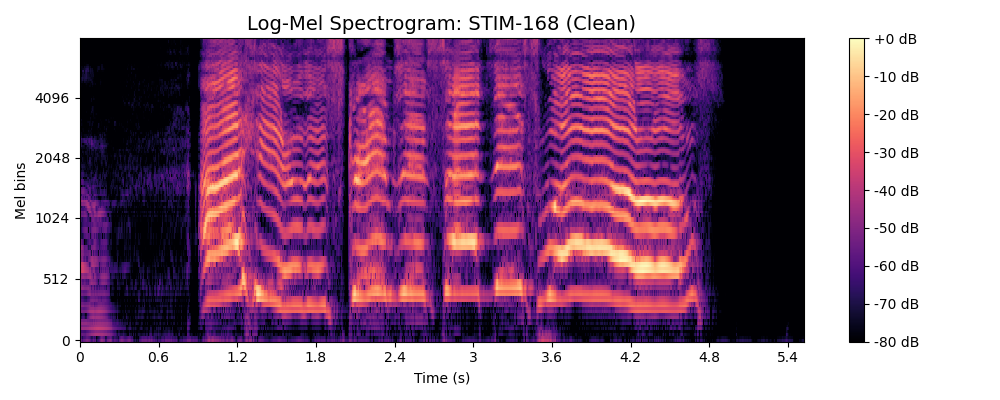 Log-Mel Spectrogram: STIM-168 (Clean)
Mel bins
4096
2048
1024
512
0
0 0.6 1.2 1.8 2.4 3 3.6 4.2 4.8 5.4
Time (s)
+0 dB
-10 dB
-20 dB
-30 dB
-40 dB
-50 dB
-60 dB
-70 dB
-80 dB